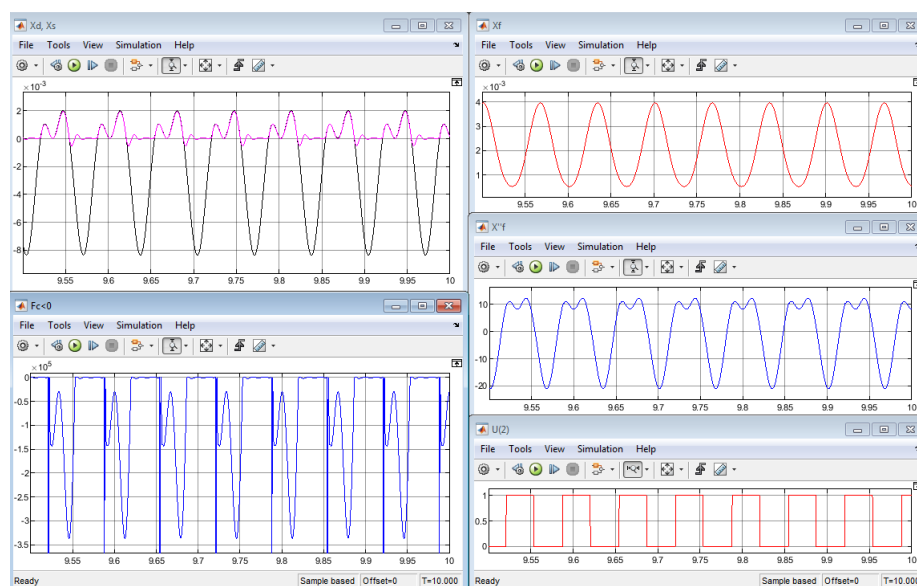 Xd, Xs
File Tools View Simulation Help
×10⁻³
2
0
-2
-4
-6
-8
9.55 9.6 9.65 9.7 9.75 9.8 9.85 9.9 9.95 10
Fc<0
File Tools View Simulation Help
×10⁵
0
-0.5
-1
-1.5
-2
-2.5
-3
-3.5
9.55 9.6 9.65 9.7 9.75 9.8 9.85 9.9 9.95 10
Ready Sample based Offset=0 T=10.000
Xf
File Tools View Simulation Help
×10⁻³
4
3
2
1
9.55 9.6 9.65 9.7 9.75 9.8 9.85 9.9 9.95 10
X''f
File Tools View Simulation Help
10
0
-10
-20
9.55 9.6 9.65 9.7 9.75 9.8 9.85 9.9 9.95 10
U(2)
File Tools View Simulation Help
1
0.5
0
9.55 9.6 9.65 9.7 9.75 9.8 9.85 9.9 9.95 10
Ready Sample based Offset=0 T=10.000